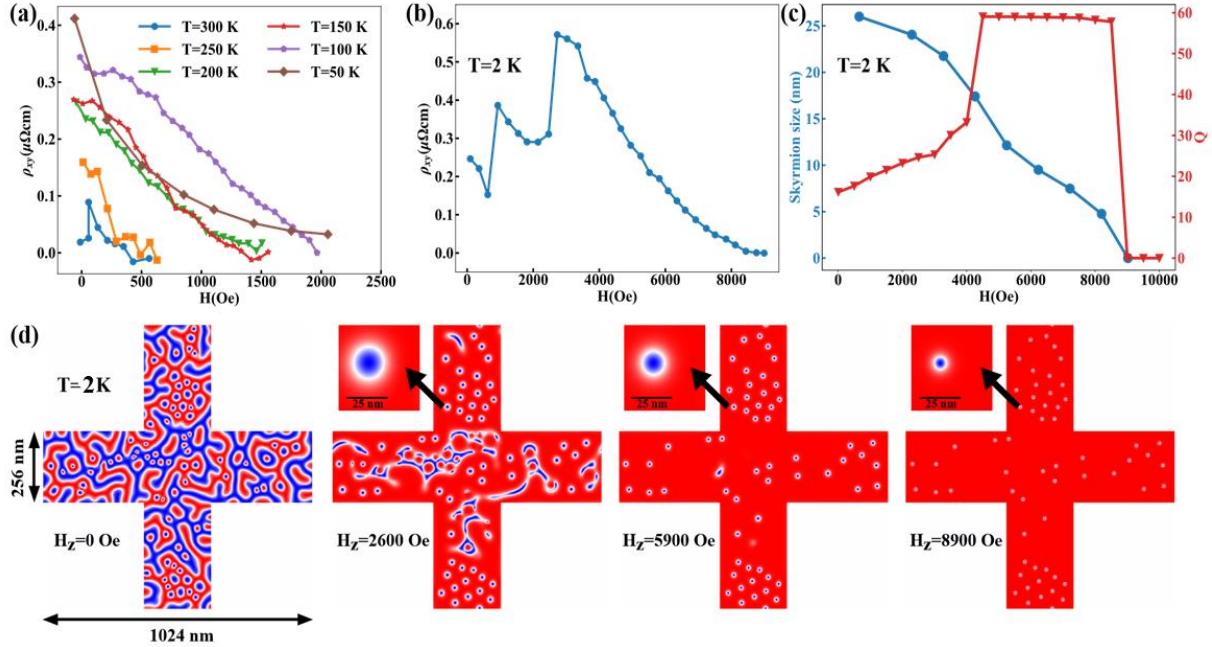 (a)
0.4
0.3
0.2
0.1
0.0
ρxy(μΩcm)
T=300 K
T=250 K
T=200 K
T=150 K
T=100 K
T=50 K
0
500
1000
1500
2000
2500
H(Oe)
(b)
0.6
0.5
0.4
0.3
0.2
0.1
0.0
ρxy(μΩcm)
T=2 K
0
2000
4000
6000
8000
H(Oe)
(c)
25
20
15
10
5
0
Skyrmion size (nm)
T=2 K
60
50
40
30
20
10
0
Q
0
2000
4000
6000
8000
10000
H(Oe)
(d)
T=2K
256 nm
HZ=0 Oe
1024 nm
25 nm
HZ=2600 Oe
25 nm
HZ=5900 Oe
25 nm
HZ=8900 Oe